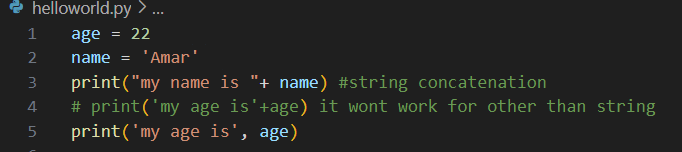 helloworld.py > ...
1 age = 22
2 name = 'Amar'
3 print("my name is "+ name) #string concatenation
4 # print('my age is'+age) it wont work for other than string
5 print('my age is', age)